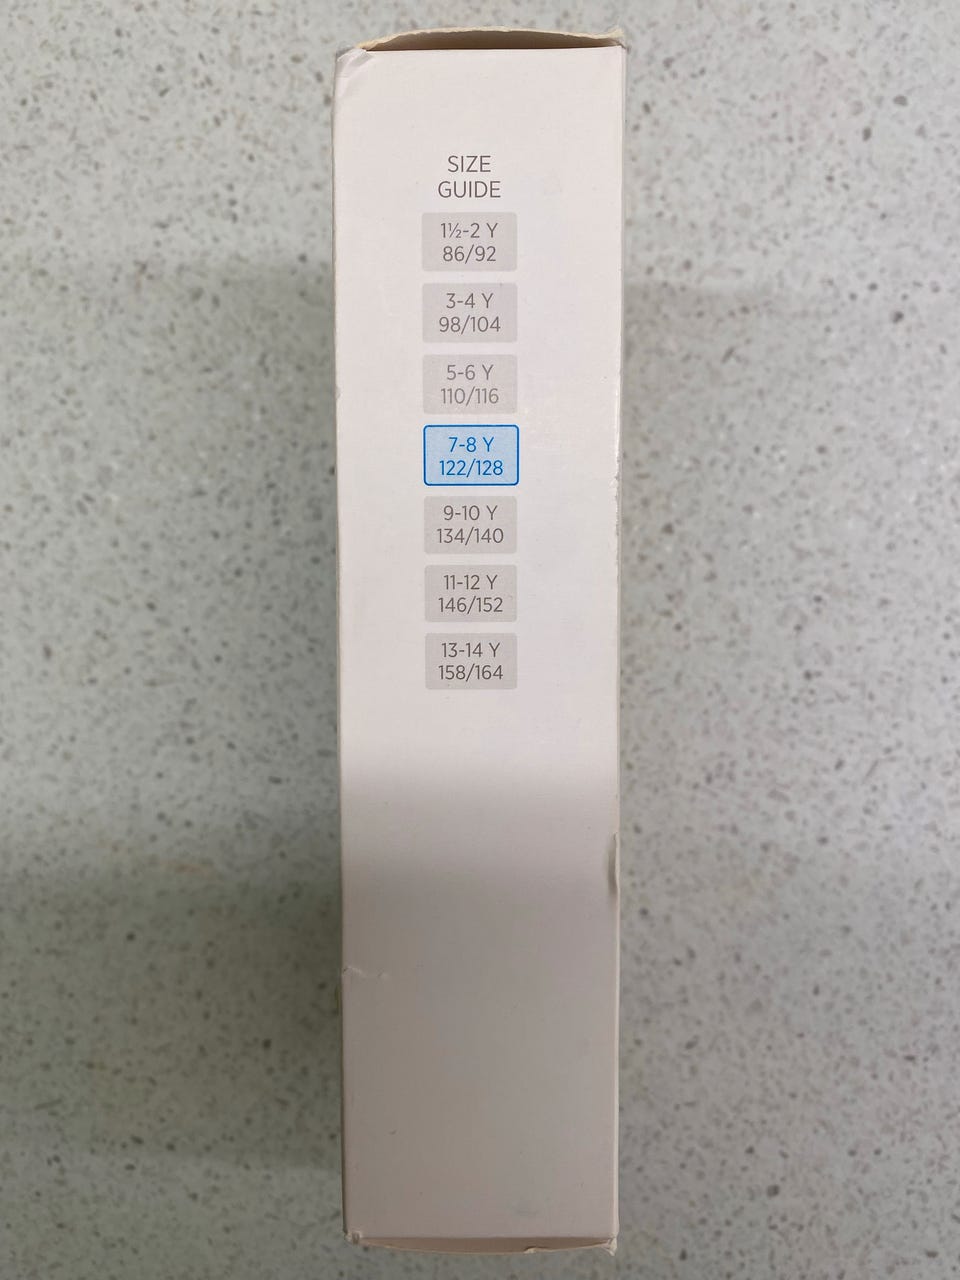 SIZE
GUIDE
1½-2 Y
86/92
3-4 Y
98/104
5-6 Y
110/116
7-8 Y
122/128
9-10 Y
134/140
11-12 Y
146/152
13-14 Y
158/164